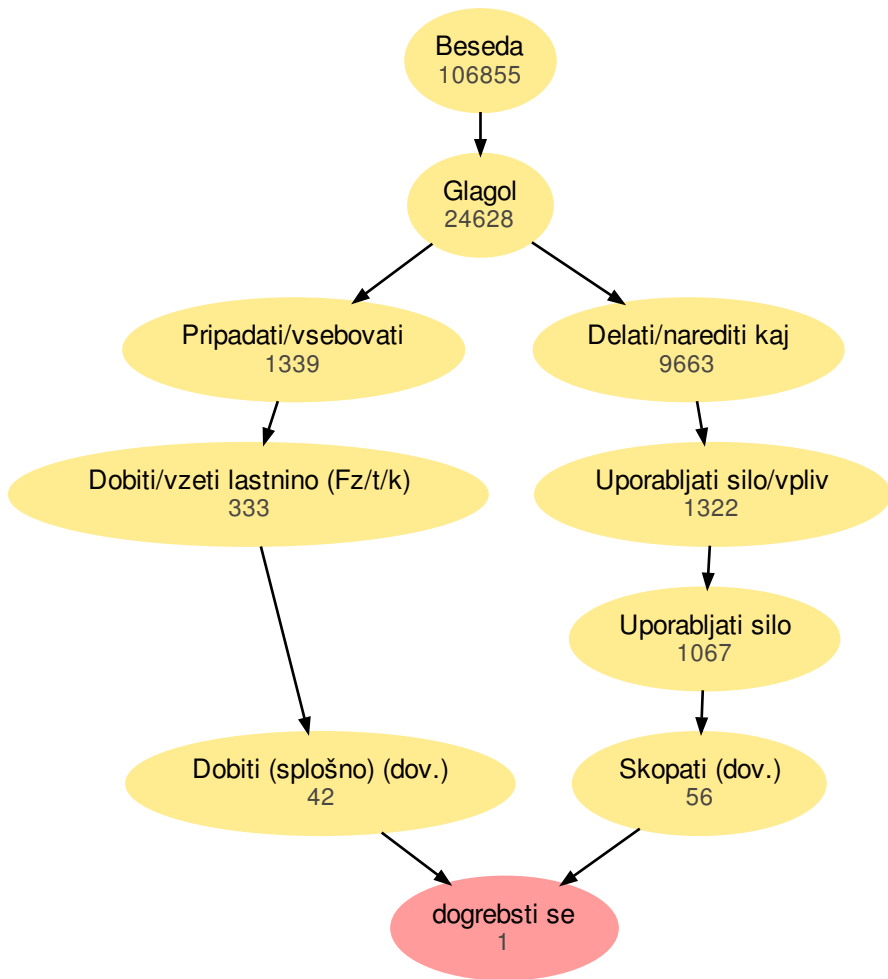 Beseda
106855
Glagol
24628
Pripadati/vsebovati
1339
Delati/narediti kaj
9663
Dobiti/vzeti lastnino (Fz/t/k)
333
Uporabljati silo/vpliv
1322
Uporabljati silo
1067
Dobiti (splošno) (dov.)
42
Skopati (dov.)
56
dogrebsti se
1